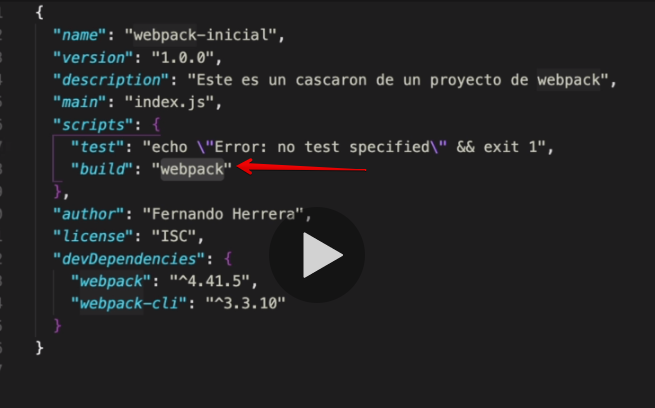 {
"name": "webpack-inicial",
"version": "1.0.0",
"description": "Este es un cascaron de un proyecto de webpack",
"main": "index.js",
"scripts": {
"test": "echo \"Error: no test specified\" && exit 1",
"build": "webpack"
},
"author": "Fernando Herrera",
"license": "ISC",
"devDependencies": {
"webpack": "^4.41.5",
"webpack-cli": "^3.3.10"
}
}